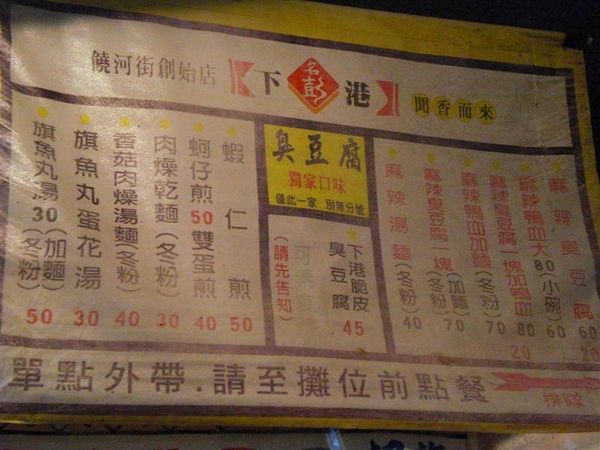 饒河街創始店
下
名彭
港
聞香而來
麻辣臭豆腐 60 20
麻辣鴨血大80(小碗) 60
麻辣臭豆腐一塊加鴨血 80 20
麻辣鴨血加麵(冬粉) 70
麻辣臭豆腐一塊(加麵)(冬粉) 70
麻辣湯麵(冬粉) 40
臭豆腐
獨家口味
僅此一家 別無分號
下港脆皮臭豆腐 45
(請先告知)
蝦仁煎 50
蚵仔煎50雙蛋煎 40
肉燥乾麵(冬粉) 30
香菇肉燥湯麵(冬粉) 40
旗魚丸蛋花湯 30
旗魚丸湯30(加麵)(冬粉) 50
單點外帶.請至攤位前點餐
排隊